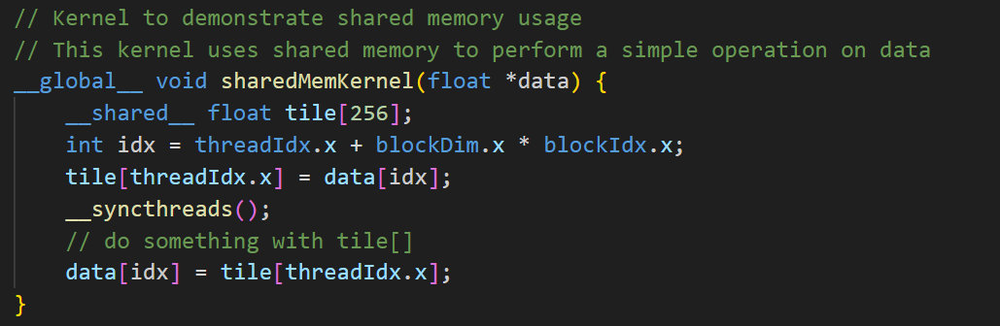 // Kernel to demonstrate shared memory usage
// This kernel uses shared memory to perform a simple operation on data
__global__ void sharedMemKernel(float *data) {
    __shared__ float tile[256];
    int idx = threadIdx.x + blockDim.x * blockIdx.x;
    tile[threadIdx.x] = data[idx];
    __syncthreads();
    // do something with tile[]
    data[idx] = tile[threadIdx.x];
}